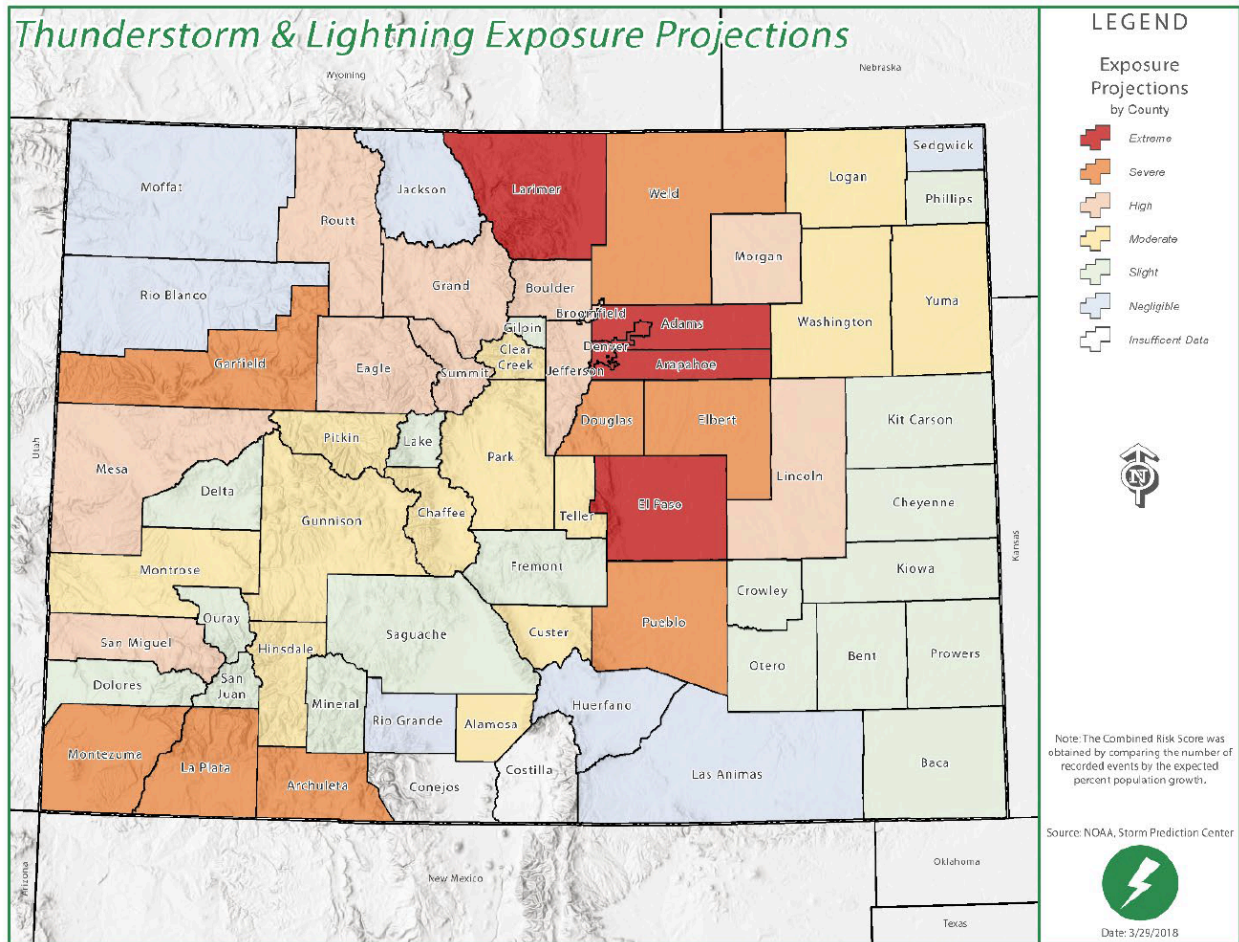 Thunderstorm & Lightning Exposure Projections
Wyoming
Nebraska
Utah
Kansas
Arizona
New Mexico
Oklahoma
Texas
Moffat
Routt
Jackson
Larimer
Weld
Logan
Sedgwick
Phillips
Rio Blanco
Grand
Boulder
Morgan
Washington
Yuma
Broomfield
Gilpin
Adams
Garfield
Eagle
Summit
Clear
Creek
Denver
Jefferson
Arapahoe
Mesa
Pitkin
Lake
Park
Douglas
Elbert
Lincoln
Kit Carson
Delta
Gunnison
Chaffee
Teller
El Paso
Cheyenne
Montrose
Fremont
Kiowa
Crowley
Ouray
San Miguel
Hinsdale
Saguache
Custer
Pueblo
Otero
Bent
Prowers
Dolores
San
Juan
Mineral
Rio Grande
Alamosa
Huerfano
Montezuma
La Plata
Archuleta
Conejos
Costilla
Las Animas
Baca
LEGEND
Exposure
Projections
by County
Extreme
Severe
High
Moderate
Slight
Negligible
Insufficent Data
N
Note: The Combined Risk Score was
obtained by comparing the number of
recorded events by the expected
percent population growth.
Source: NOAA, Storm Prediction Center
Date: 3/29/2018